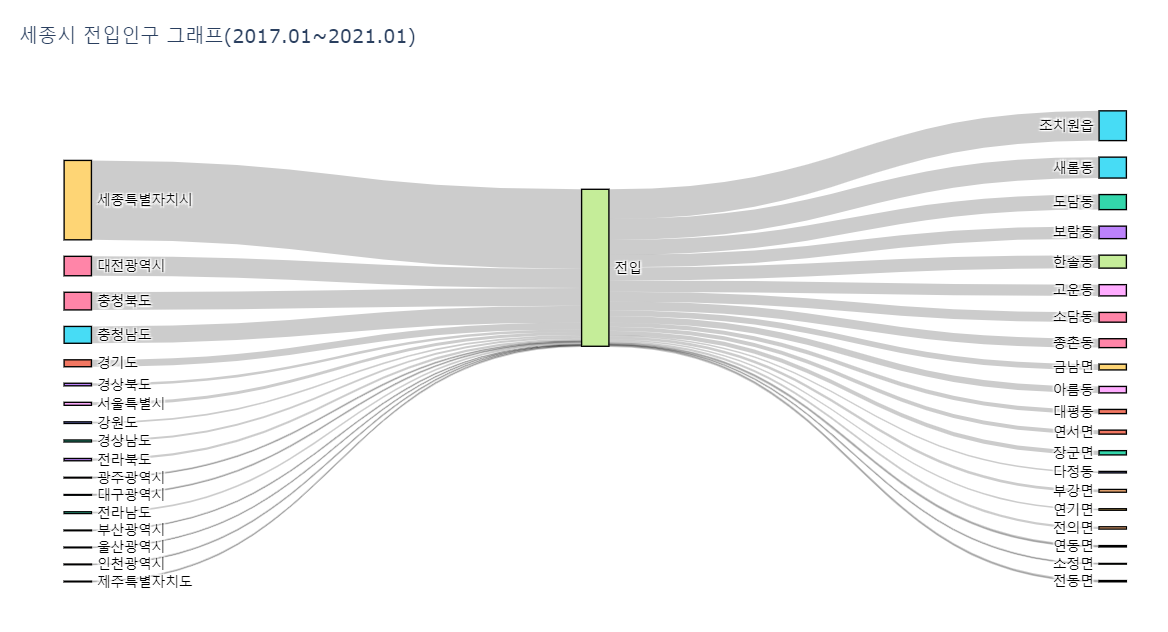 세종시 전입인구 그래프(2017.01~2021.01)
세종특별자치시
대전광역시
충청북도
충청남도
경기도
경상북도
서울특별시
강원도
경상남도
전라북도
광주광역시
대구광역시
전라남도
부산광역시
울산광역시
인천광역시
제주특별자치도
전입
조치원읍
새롬동
도담동
보람동
한솔동
고운동
소담동
종촌동
금남면
아름동
대평동
연서면
장군면
다정동
부강면
연기면
전의면
연동면
소정면
전동면